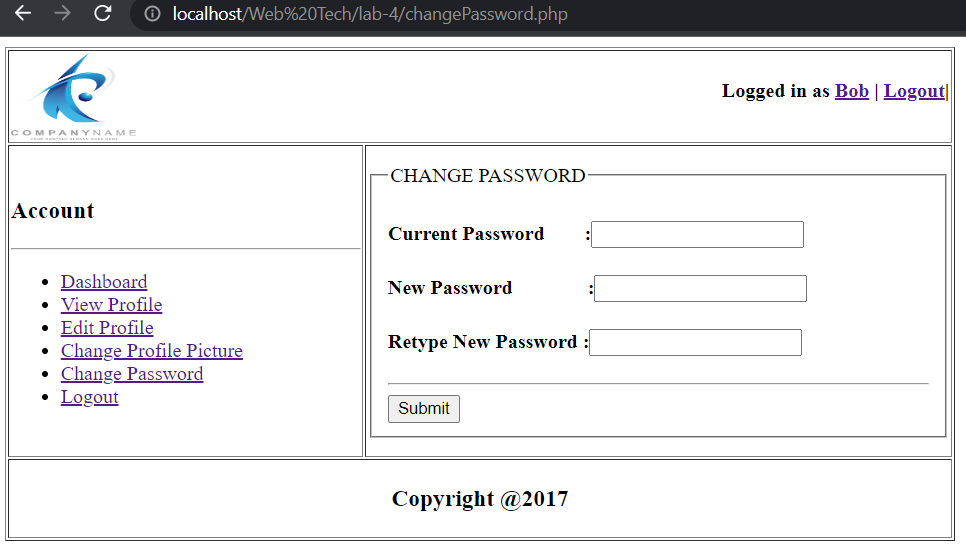 localhost/Web%20Tech/lab-4/changePassword.php
COMPANYNAME
Logged in as Bob | Logout|
Account
Dashboard
View Profile
Edit Profile
Change Profile Picture
Change Password
Logout
CHANGE PASSWORD
Current Password :
New Password :
Retype New Password :
Submit
Copyright @2017